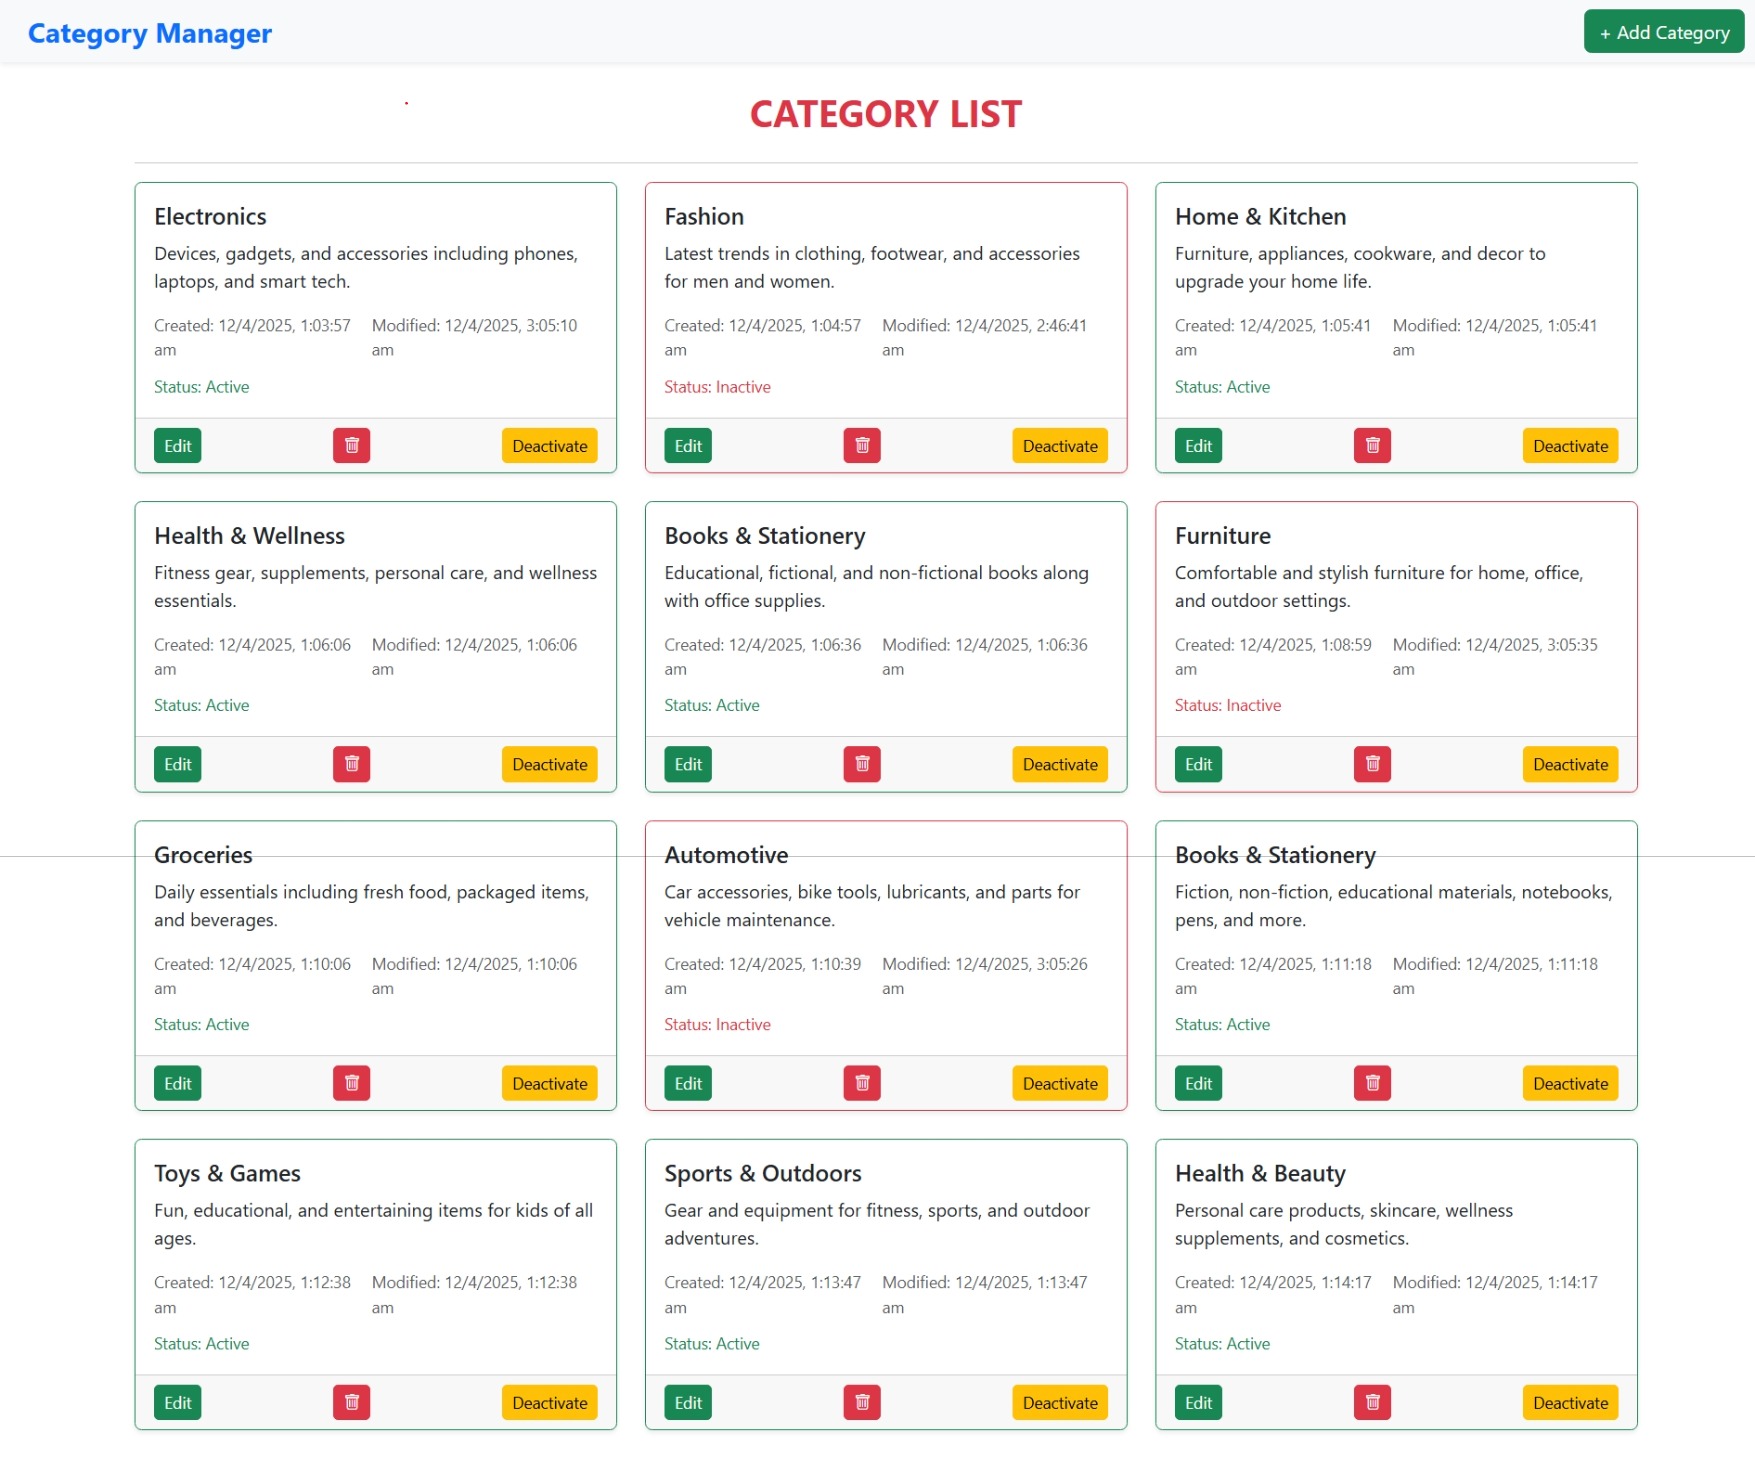 Category Manager
+ Add Category
CATEGORY LIST
Electronics
Devices, gadgets, and accessories including phones,
laptops, and smart tech.
Created: 12/4/2025, 1:03:57 am
Modified: 12/4/2025, 3:05:10 am
Status: Active
Edit
Deactivate
Fashion
Latest trends in clothing, footwear, and accessories
for men and women.
Created: 12/4/2025, 1:04:57 am
Modified: 12/4/2025, 2:46:41 am
Status: Inactive
Edit
Deactivate
Home & Kitchen
Furniture, appliances, cookware, and decor to
upgrade your home life.
Created: 12/4/2025, 1:05:41 am
Modified: 12/4/2025, 1:05:41 am
Status: Active
Edit
Deactivate
Health & Wellness
Fitness gear, supplements, personal care, and wellness
essentials.
Created: 12/4/2025, 1:06:06 am
Modified: 12/4/2025, 1:06:06 am
Status: Active
Edit
Deactivate
Books & Stationery
Educational, fictional, and non-fictional books along
with office supplies.
Created: 12/4/2025, 1:06:36 am
Modified: 12/4/2025, 1:06:36 am
Status: Active
Edit
Deactivate
Furniture
Comfortable and stylish furniture for home, office,
and outdoor settings.
Created: 12/4/2025, 1:08:59 am
Modified: 12/4/2025, 3:05:35 am
Status: Inactive
Edit
Deactivate
Groceries
Daily essentials including fresh food, packaged items,
and beverages.
Created: 12/4/2025, 1:10:06 am
Modified: 12/4/2025, 1:10:06 am
Status: Active
Edit
Deactivate
Automotive
Car accessories, bike tools, lubricants, and parts for
vehicle maintenance.
Created: 12/4/2025, 1:10:39 am
Modified: 12/4/2025, 3:05:26 am
Status: Inactive
Edit
Deactivate
Books & Stationery
Fiction, non-fiction, educational materials, notebooks,
pens, and more.
Created: 12/4/2025, 1:11:18 am
Modified: 12/4/2025, 1:11:18 am
Status: Active
Edit
Deactivate
Toys & Games
Fun, educational, and entertaining items for kids of all
ages.
Created: 12/4/2025, 1:12:38 am
Modified: 12/4/2025, 1:12:38 am
Status: Active
Edit
Deactivate
Sports & Outdoors
Gear and equipment for fitness, sports, and outdoor
adventures.
Created: 12/4/2025, 1:13:47 am
Modified: 12/4/2025, 1:13:47 am
Status: Active
Edit
Deactivate
Health & Beauty
Personal care products, skincare, wellness
supplements, and cosmetics.
Created: 12/4/2025, 1:14:17 am
Modified: 12/4/2025, 1:14:17 am
Status: Active
Edit
Deactivate